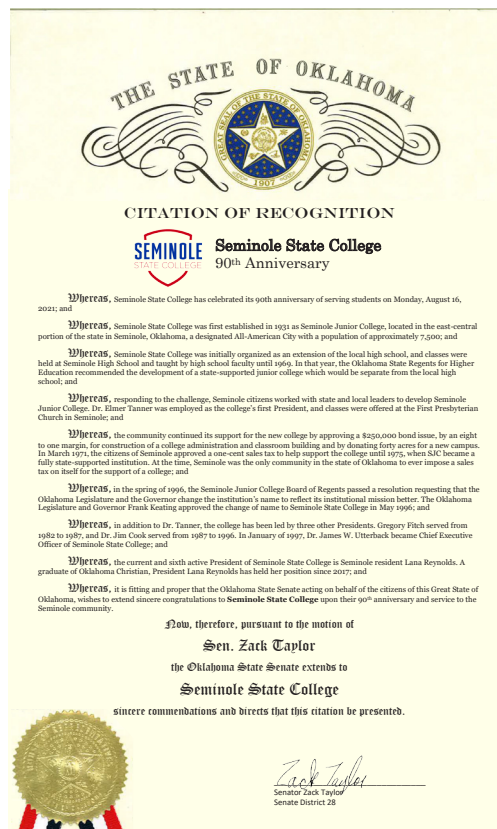 THE STATE OF OKLAHOMA
GREAT SEAL OF THE STATE OF OKLAHOMA
1907
CITATION OF RECOGNITION
SEMINOLE
STATE COLLEGE
Seminole State College
90th Anniversary
Whereas, Seminole State College has celebrated its 90th anniversary of serving students on Monday, August 16,
2021; and
Whereas, Seminole State College was first established in 1931 as Seminole Junior College, located in the east-central
portion of the state in Seminole, Oklahoma, a designated All-American City with a population of approximately 7,500; and
Whereas, Seminole State College was initially organized as an extension of the local high school, and classes were
held at Seminole High School and taught by high school faculty until 1969. In that year, the Oklahoma State Regents for Higher
Education recommended the development of a state-supported junior college which would be separate from the local high
school; and
Whereas, responding to the challenge, Seminole citizens worked with state and local leaders to develop Seminole
Junior College. Dr. Elmer Tanner was employed as the college's first President, and classes were offered at the First Presbyterian
Church in Seminole; and
Whereas, the community continued its support for the new college by approving a $250,000 bond issue, by an eight
to one margin, for construction of a college administration and classroom building and by donating forty acres for a new campus.
In March 1971, the citizens of Seminole approved a one-cent sales tax to help support the college until 1975, when SJC became a
fully state-supported institution. At the time, Seminole was the only community in the state of Oklahoma to ever impose a sales
tax on itself for the support of a college; and
Whereas, in the spring of 1996, the Seminole Junior College Board of Regents passed a resolution requesting that the
Oklahoma Legislature and the Governor change the institution's name to reflect its institutional mission better. The Oklahoma
Legislature and Governor Frank Keating approved the change of name to Seminole State College in May 1996; and
Whereas, in addition to Dr. Tanner, the college has been led by three other Presidents. Gregory Fitch served from
1982 to 1987, and Dr. Jim Cook served from 1987 to 1996. In January of 1997, Dr. James W. Utterback became Chief Executive
Officer of Seminole State College; and
Whereas, the current and sixth active President of Seminole State College is Seminole resident Lana Reynolds. A
graduate of Oklahoma Christian, President Lana Reynolds has held her position since 2017; and
Whereas, it is fitting and proper that the Oklahoma State Senate acting on behalf of the citizens of this Great State of
Oklahoma, wishes to extend sincere congratulations to Seminole State College upon their 90th anniversary and service to the
Seminole community.
Now, therefore, pursuant to the motion of
Sen. Zack Taylor
the Oklahoma State Senate extends to
Seminole State College
sincere commendations and directs that this citation be presented.
Zack Taylor
Senator Zack Taylor
Senate District 28